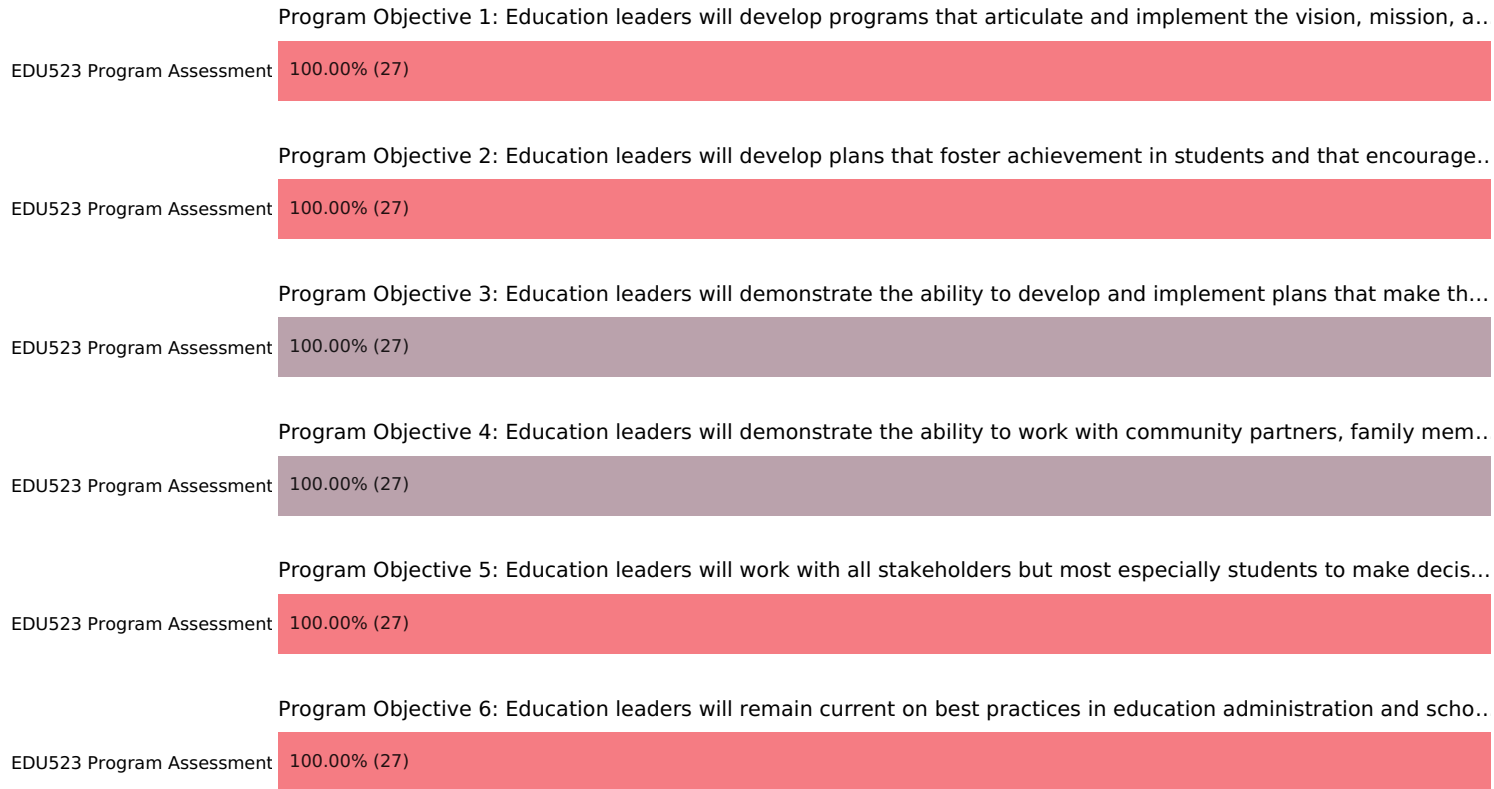 Program Objective 1: Education leaders will develop programs that articulate and implement the vision, mission, a...
EDU523 Program Assessment 100.00% (27)
Program Objective 2: Education leaders will develop plans that foster achievement in students and that encourage...
EDU523 Program Assessment 100.00% (27)
Program Objective 3: Education leaders will demonstrate the ability to develop and implement plans that make th...
EDU523 Program Assessment 100.00% (27)
Program Objective 4: Education leaders will demonstrate the ability to work with community partners, family mem...
EDU523 Program Assessment 100.00% (27)
Program Objective 5: Education leaders will work with all stakeholders but most especially students to make decis...
EDU523 Program Assessment 100.00% (27)
Program Objective 6: Education leaders will remain current on best practices in education administration and scho...
EDU523 Program Assessment 100.00% (27)